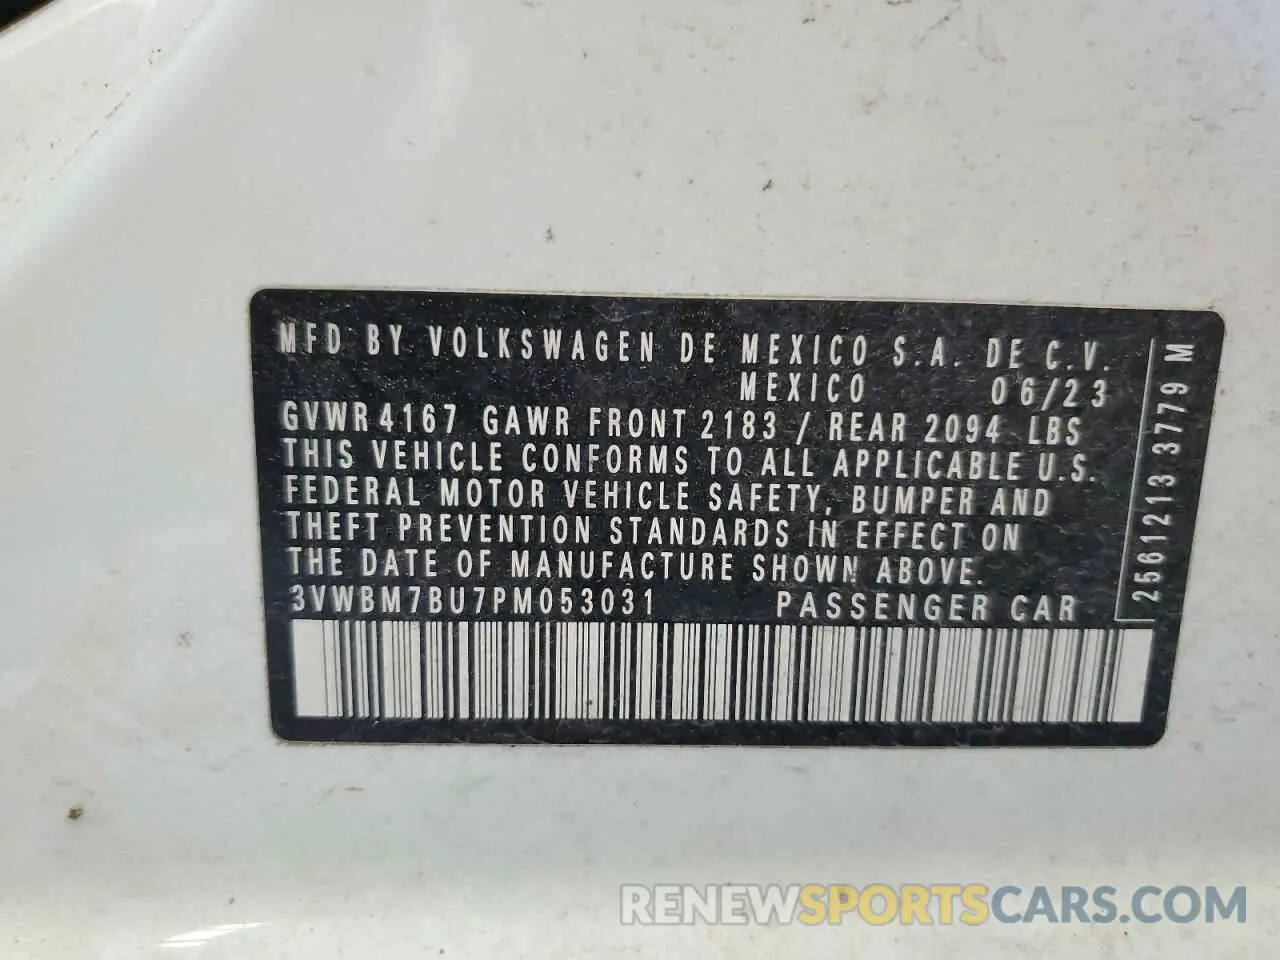 MFD BY VOLKSWAGEN DE MEXICO S.A. DE C.V.
MEXICO 06/23
GVWR 4167 GAWR FRONT 2183 / REAR 2094 LBS
THIS VEHICLE CONFORMS TO ALL APPLICABLE U.S.
FEDERAL MOTOR VEHICLE SAFETY, BUMPER AND
THEFT PREVENTION STANDARDS IN EFFECT ON
THE DATE OF MANUFACTURE SHOWN ABOVE.
3VWBM7BU7PM053031 PASSENGER CAR
2561213 3779 M
RENEWSPORTSCARS.COM